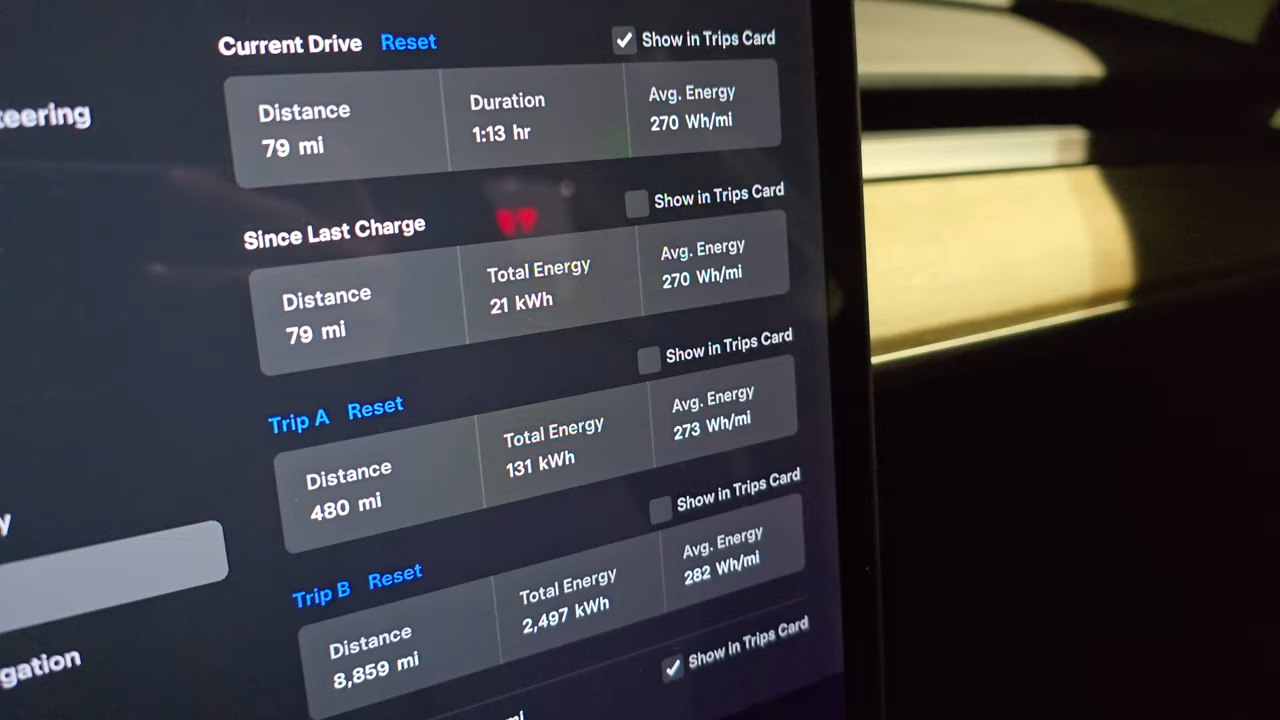 Current Drive Reset
Show in Trips Card
Distance
79 mi
Duration
1:13 hr
Avg. Energy
270 Wh/mi
Since Last Charge
Show in Trips Card
Distance
79 mi
Total Energy
21 kWh
Avg. Energy
270 Wh/mi
Trip A Reset
Show in Trips Card
Distance
480 mi
Total Energy
131 kWh
Avg. Energy
273 Wh/mi
Trip B Reset
Show in Trips Card
Distance
8,859 mi
Total Energy
2,497 kWh
Avg. Energy
282 Wh/mi
Show in Trips Card
mi
teering
y
gation